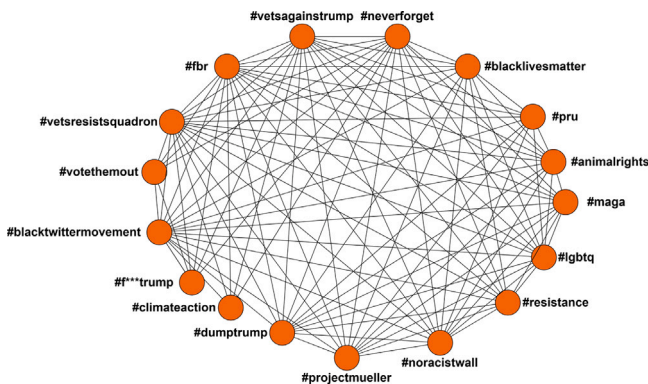 #vetsagainstrump #neverforget
#fbr
#blacklivesmatter
#vetsresistsquadron
#pru
#animalrights
#votethemout
#maga
#blacktwittermovement
#lgbtq
#f***trump
#climateaction
#resistance
#dumptrump
#noracistwall
#projectmueller